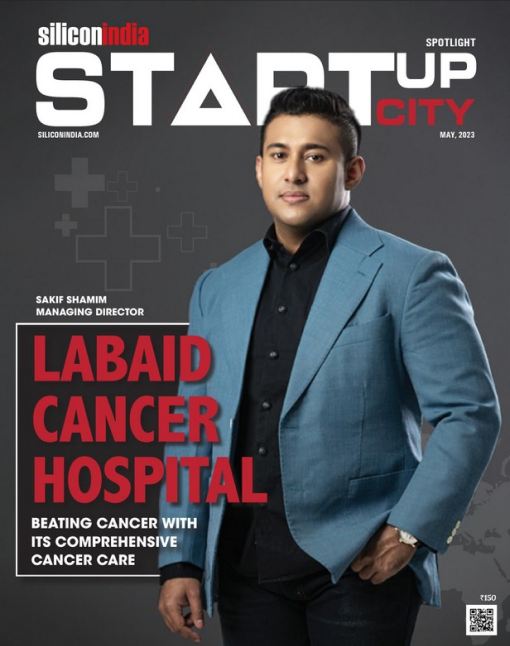 siliconindia
SPOTLIGHT
START UP
CITY
SILICONINDIA.COM
MAY, 2023
SAKIF SHAMIM
MANAGING DIRECTOR
LABAID
CANCER
HOSPITAL
BEATING CANCER WITH
ITS COMPREHENSIVE
CANCER CARE
₹150